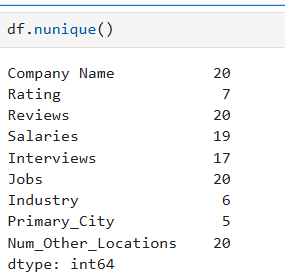 df.nunique()
Company Name 20
Rating 7
Reviews 20
Salaries 19
Interviews 17
Jobs 20
Industry 6
Primary_City 5
Num_Other_Locations 20
dtype: int64